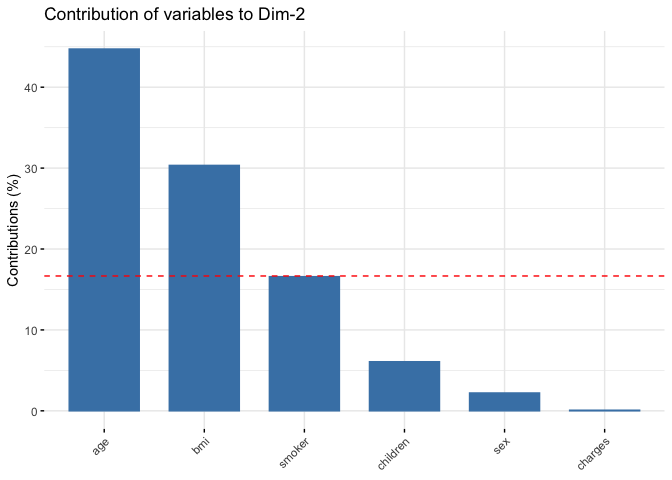 Contribution of variables to Dim-2
Contributions (%)
40
30
20
10
0
age
bmi
smoker
children
sex
charges